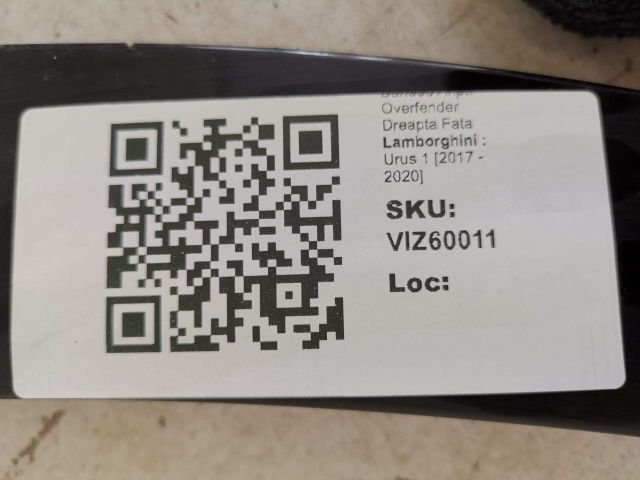 Overfender
Dreapta Fata
Lamborghini :
Urus 1 [2017 -
2020]
SKU:
VIZ60011
Loc: